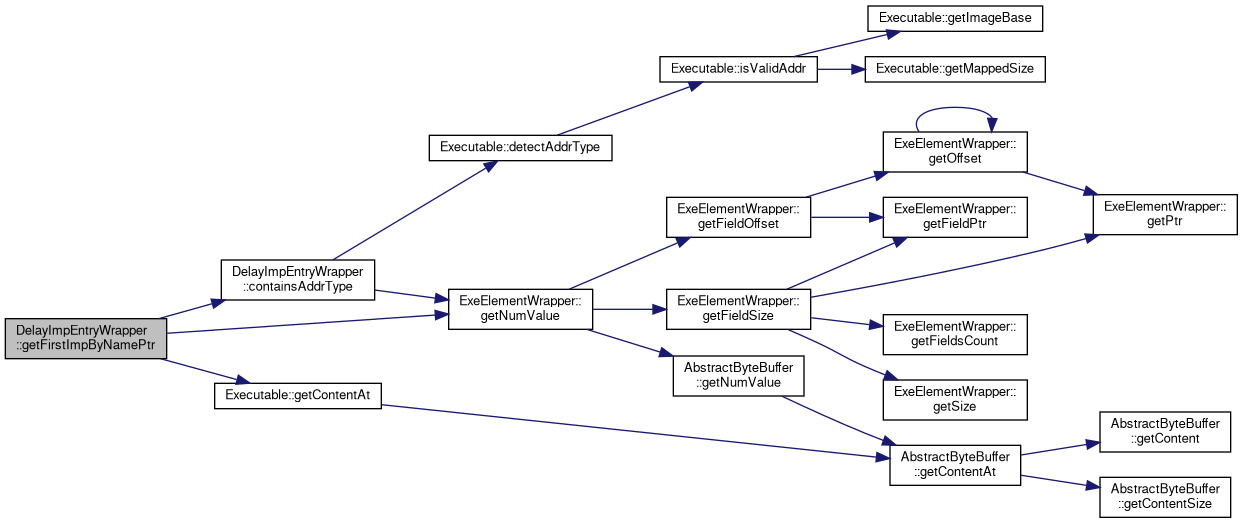 DelayImpEntryWrapper
::getFirstImpByNamePtr
DelayImpEntryWrapper
::containsAddrType
Executable::getContentAt
Executable::detectAddrType
ExeElementWrapper::
getNumValue
Executable::isValidAddr
ExeElementWrapper::
getFieldOffset
ExeElementWrapper::
getFieldSize
AbstractByteBuffer
::getNumValue
Executable::getImageBase
Executable::getMappedSize
ExeElementWrapper::
getOffset
ExeElementWrapper::
getFieldPtr
ExeElementWrapper::
getFieldsCount
ExeElementWrapper::
getSize
AbstractByteBuffer
::getContentAt
ExeElementWrapper::
getPtr
AbstractByteBuffer
::getContent
AbstractByteBuffer
::getContentSize